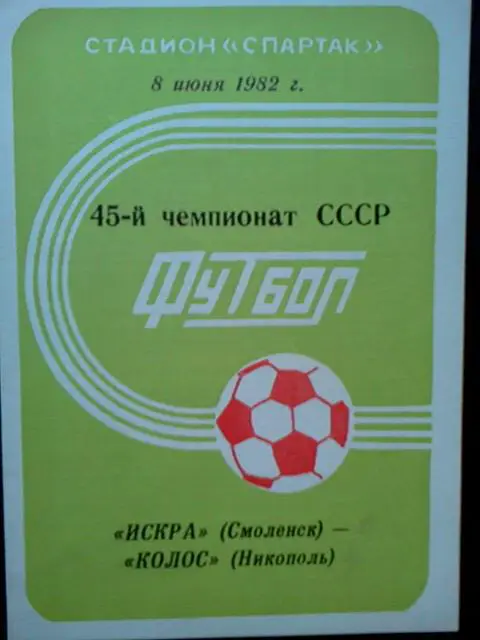 СТАДИОН «СПАРТАК»
8 июня 1982 г.
45-й чемпионат СССР
ФУТБОЛ
«ИСКРА» (Смоленск) —
«КОЛОС» (Никополь)